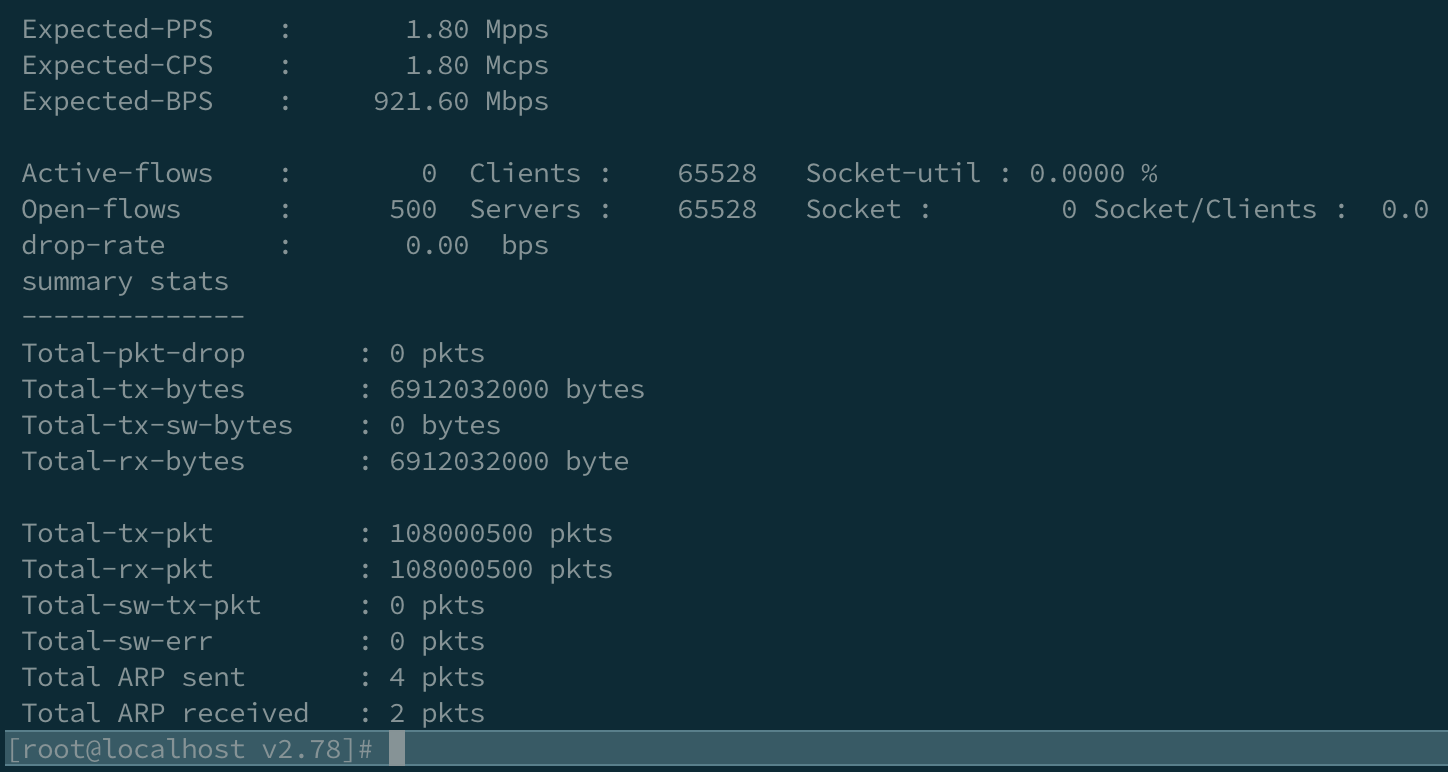 Expected-PPS    :       1.80 Mpps
Expected-CPS    :       1.80 Mcps
Expected-BPS    :     921.60 Mbps
Active-flows    :        0  Clients :    65528   Socket-util : 0.0000 %
Open-flows      :      500  Servers :    65528   Socket :        0 Socket/Clients :  0.0
drop-rate       :       0.00  bps
summary stats
--------------
Total-pkt-drop       : 0 pkts
Total-tx-bytes       : 6912032000 bytes
Total-tx-sw-bytes    : 0 bytes
Total-rx-bytes       : 6912032000 byte
Total-tx-pkt         : 108000500 pkts
Total-rx-pkt         : 108000500 pkts
Total-sw-tx-pkt      : 0 pkts
Total-sw-err         : 0 pkts
Total ARP sent       : 4 pkts
Total ARP received   : 2 pkts
[root@localhost v2.78]#